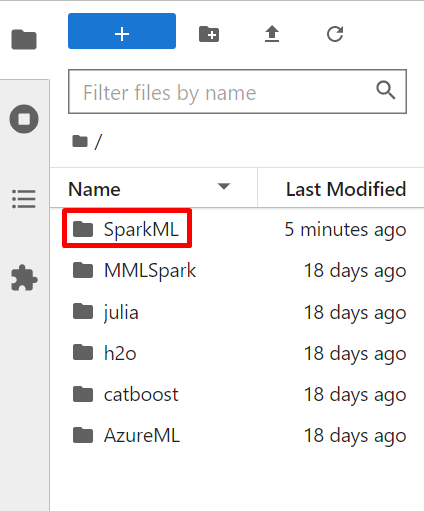 +
Filter files by name
/
Name Last Modified
SparkML 5 minutes ago
MMLSpark 18 days ago
julia 18 days ago
h2o 18 days ago
catboost 18 days ago
AzureML 18 days ago